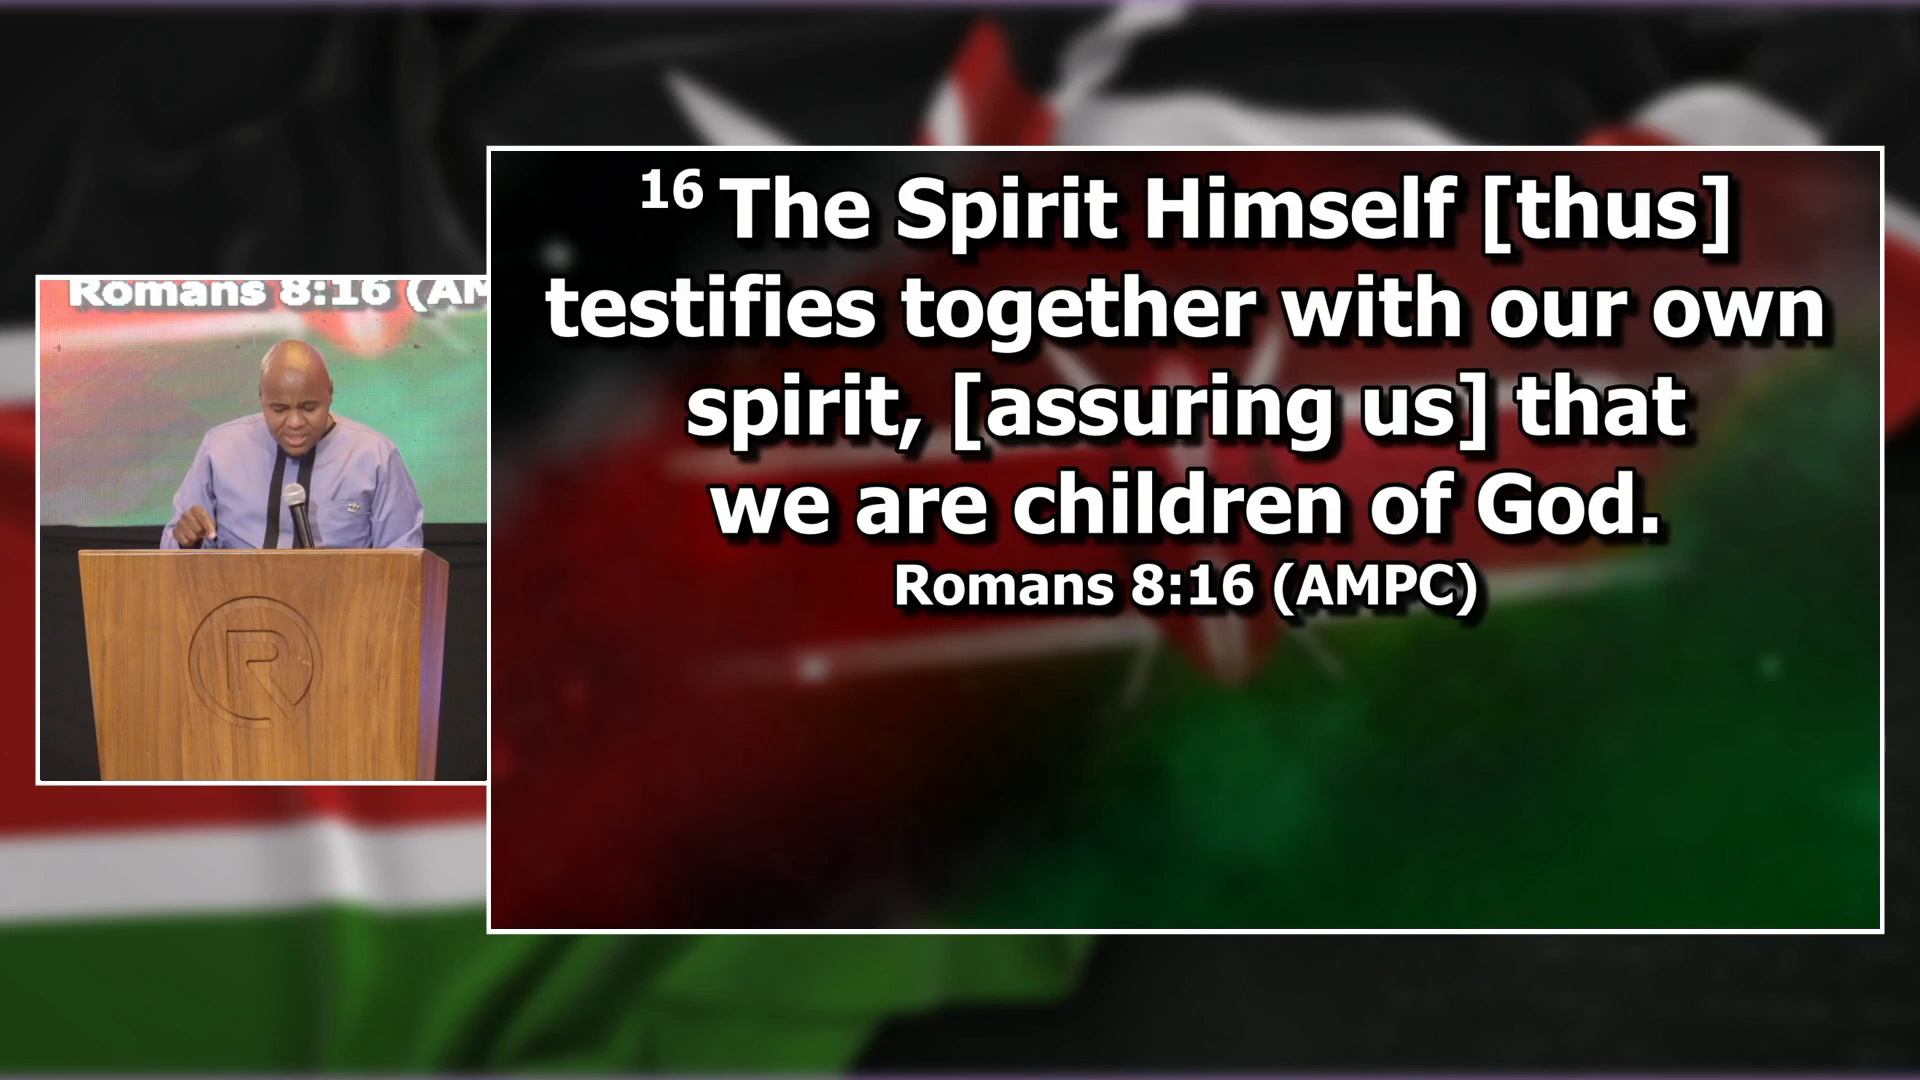 16 The Spirit Himself [thus]
testifies together with our own
spirit, [assuring us] that
we are children of God.
Romans 8:16 (AMPC)
Romans 8:16 (AM
R